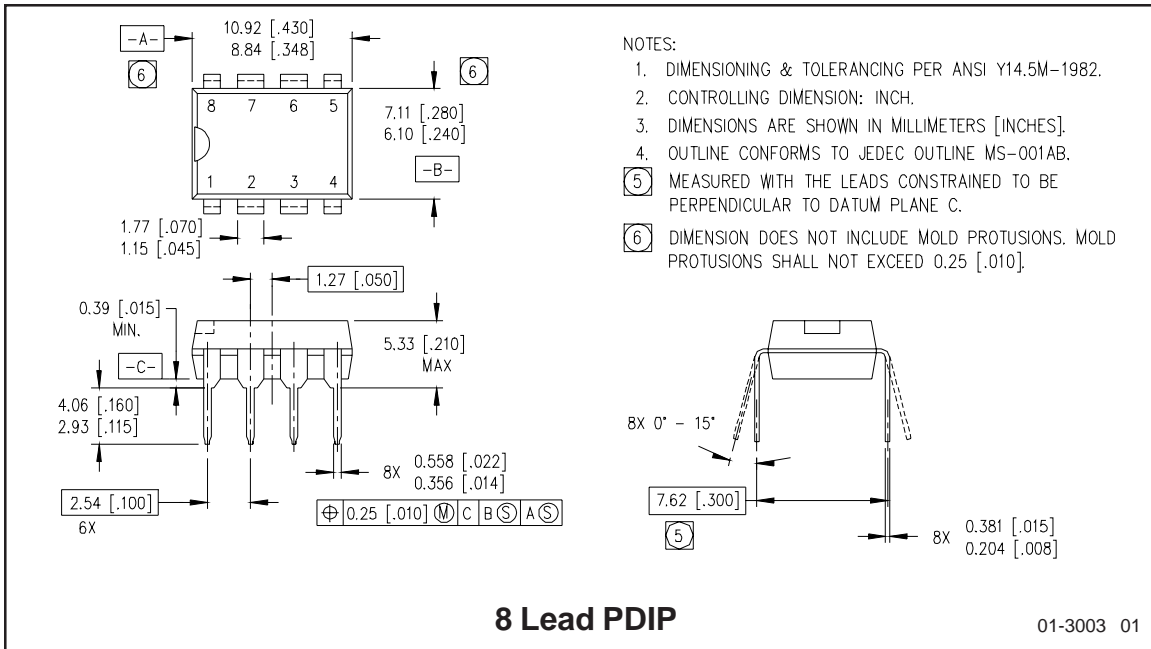 -A-
10.92 [.430]
8.84 [.348]
6
6
8 7 6 5
1 2 3 4
7.11 [.280]
6.10 [.240]
-B-
1.77 [.070]
1.15 [.045]
1.27 [.050]
0.39 [.015]
MIN.
-C-
5.33 [.210]
MAX
4.06 [.160]
2.93 [.115]
2.54 [.100]
6X
8X 0.558 [.022]
0.356 [.014]
⌖ 0.25 [.010] Ⓜ C B Ⓢ A Ⓢ
NOTES:
1. DIMENSIONING & TOLERANCING PER ANSI Y14.5M-1982.
2. CONTROLLING DIMENSION: INCH.
3. DIMENSIONS ARE SHOWN IN MILLIMETERS [INCHES].
4. OUTLINE CONFORMS TO JEDEC OUTLINE MS-001AB.
5 MEASURED WITH THE LEADS CONSTRAINED TO BE
PERPENDICULAR TO DATUM PLANE C.
6 DIMENSION DOES NOT INCLUDE MOLD PROTUSIONS. MOLD
PROTUSIONS SHALL NOT EXCEED 0.25 [.010].
8X 0° - 15°
7.62 [.300]
5
8X 0.381 [.015]
0.204 [.008]
8 Lead PDIP
01-3003 01